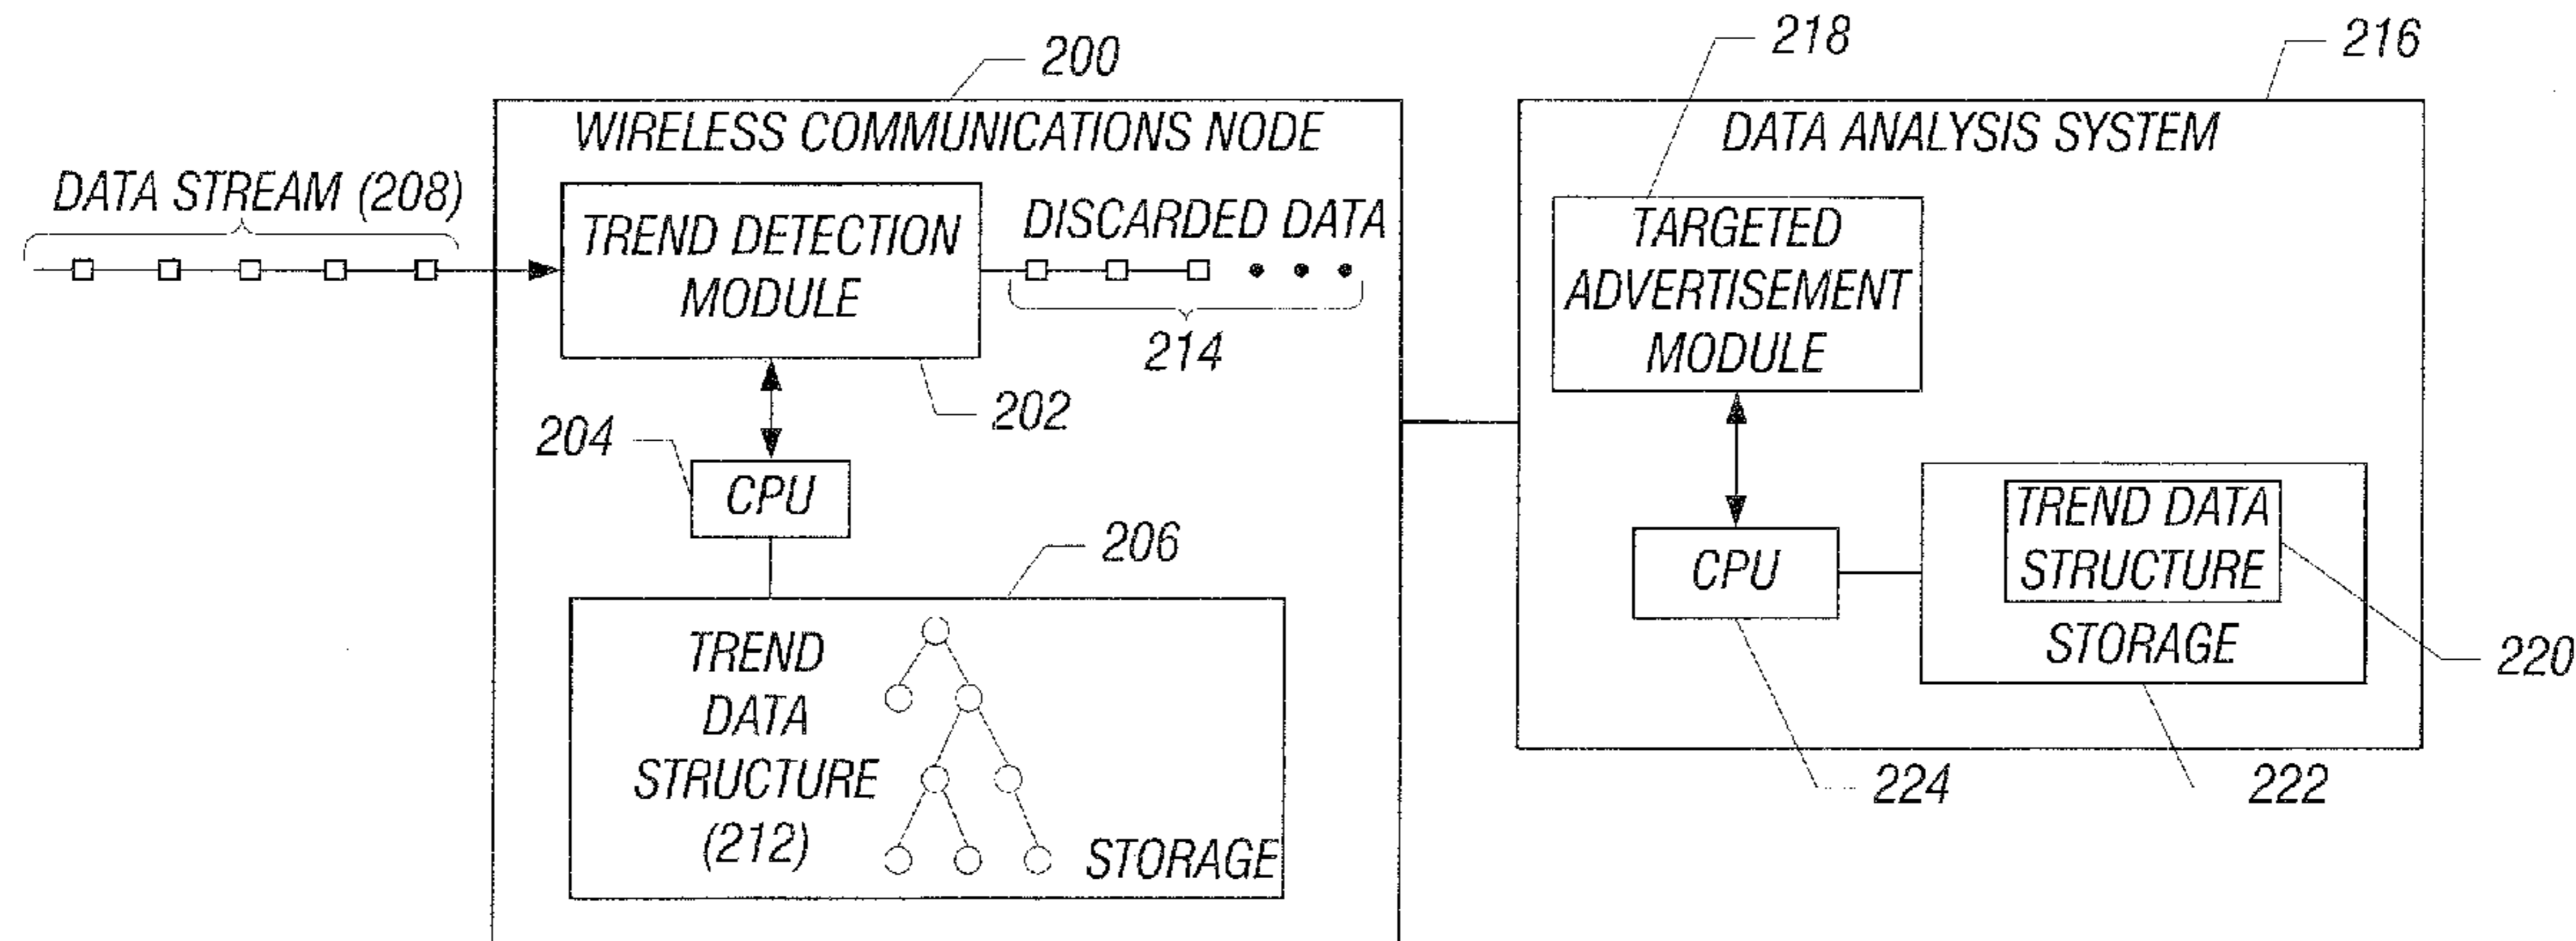 200
218
216
WIRELESS COMMUNICATIONS NODE
DATA ANALYSIS SYSTEM
DATA STREAM (208)
TREND DETECTION
MODULE
DISCARDED DATA
214
TARGETED
ADVERTISEMENT
MODULE
202
204
CPU
206
TREND
DATA
STRUCTURE
(212)
STORAGE
CPU
TREND DATA
STRUCTURE
STORAGE
220
224
222